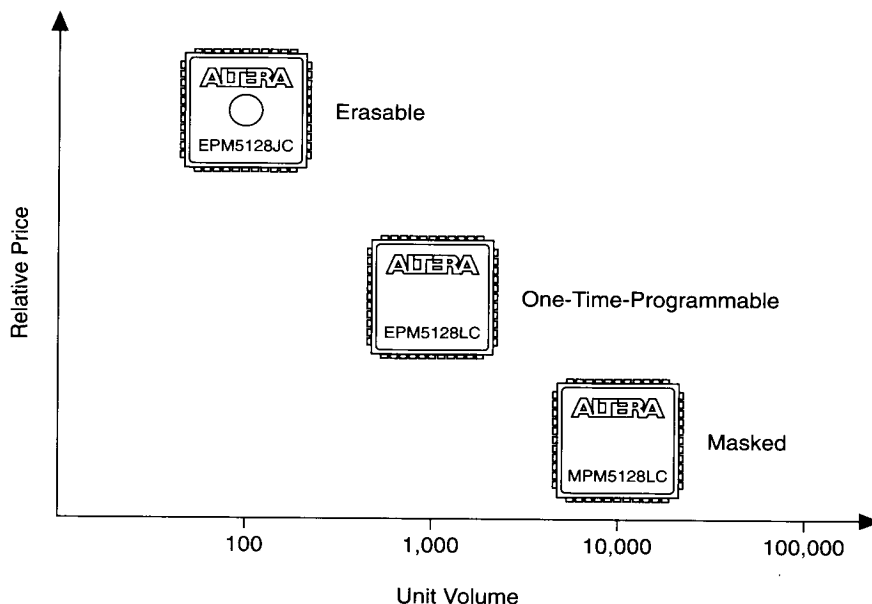 ALTERA
EPM5128JC
Erasable
ALTERA
EPM5128LC
One-Time-Programmable
ALTERA
MPM5128LC
Masked
Relative Price
100
1,000
10,000
100,000
Unit Volume